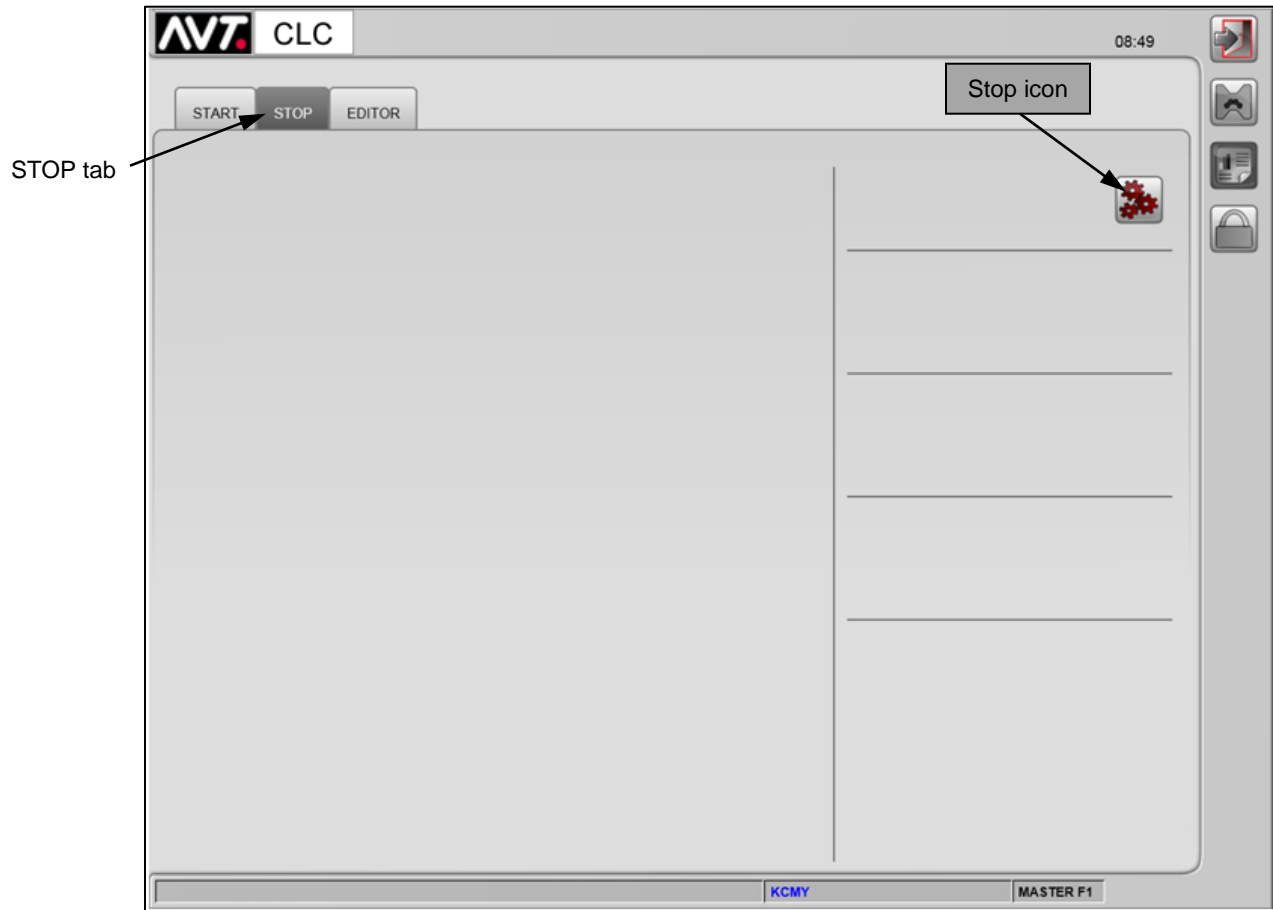 AVT. CLC
08:49
Stop icon
START STOP EDITOR
STOP tab
KCMY MASTER F1